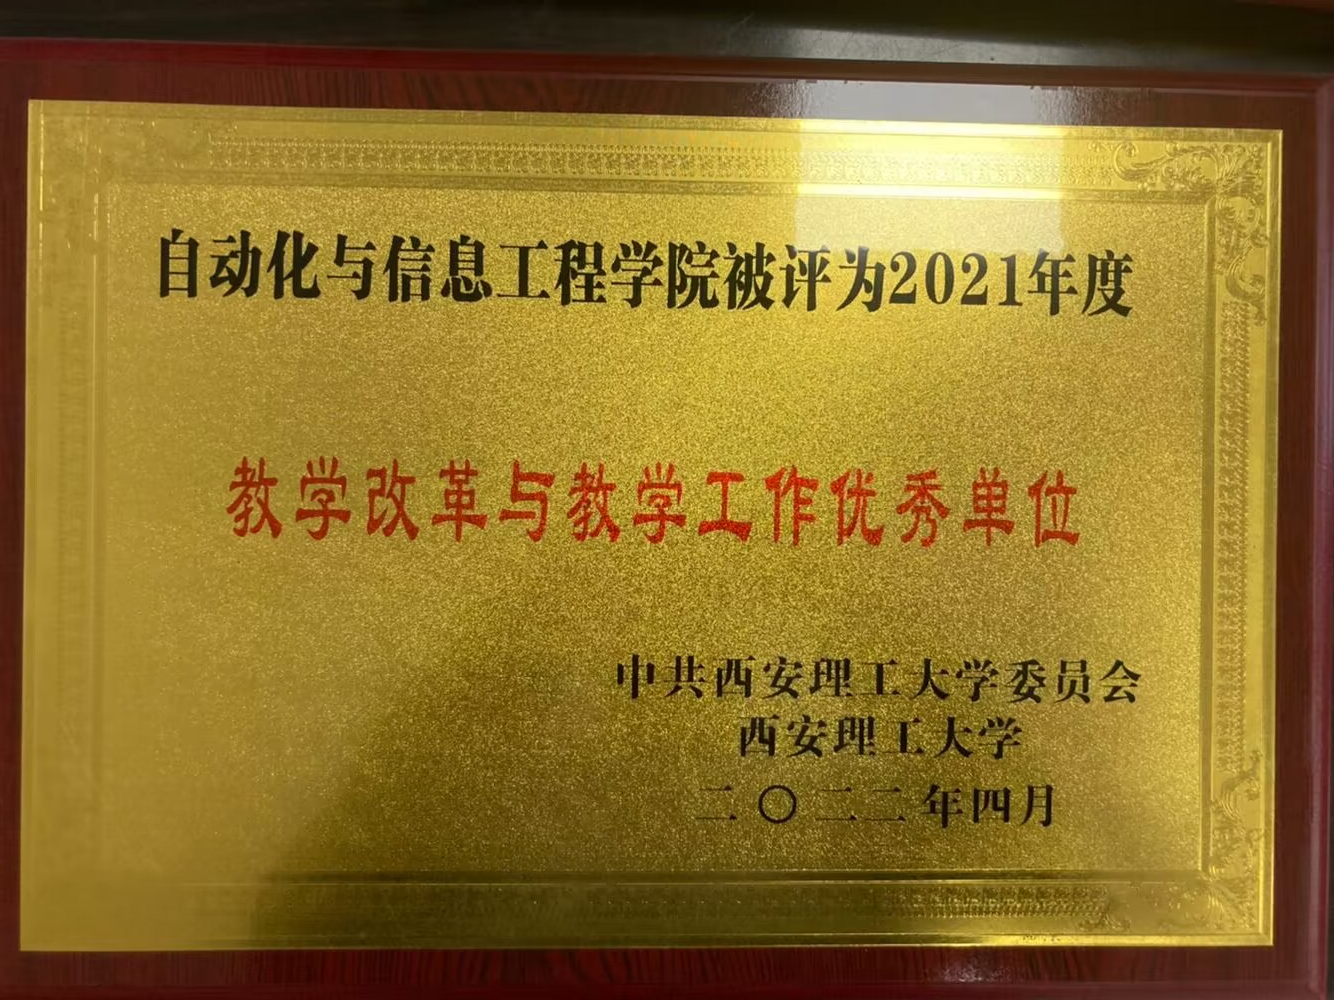 自动化与信息工程学院被评为2021年度
教学改革与教学工作优秀单位
中共西安理工大学委员会
西安理工大学
二〇二二年四月